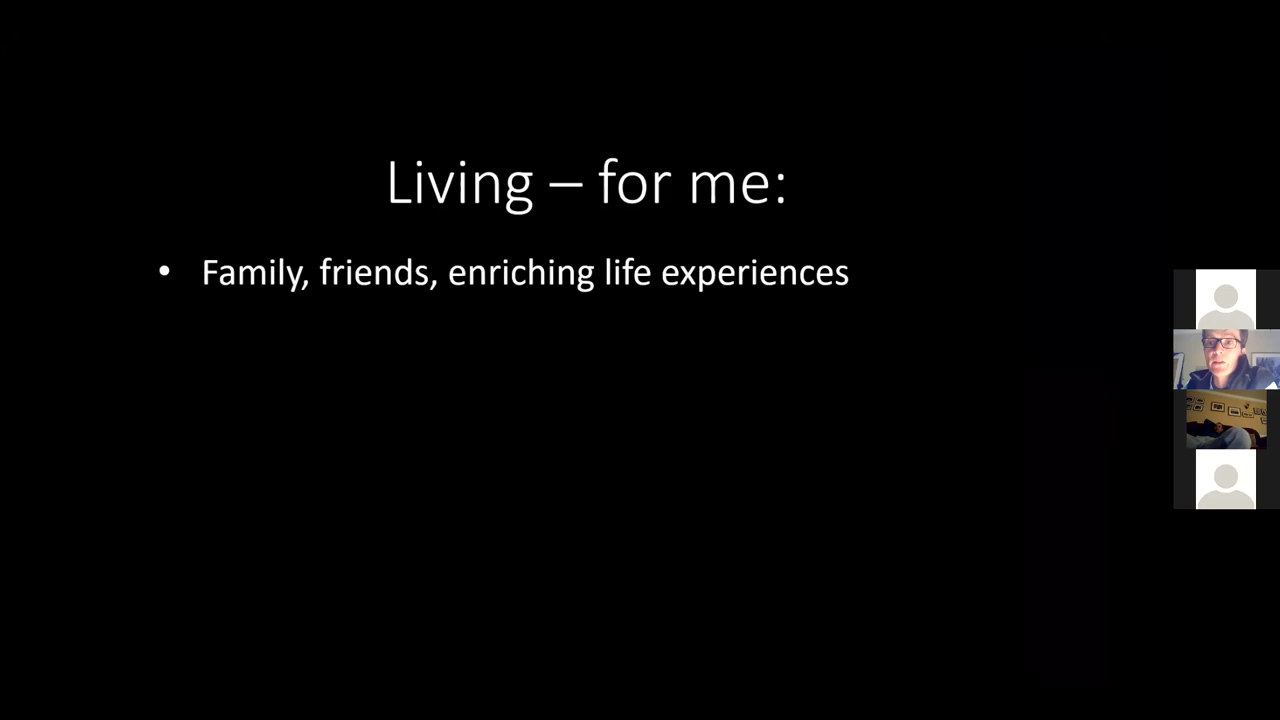 Living – for me:
• Family, friends, enriching life experiences